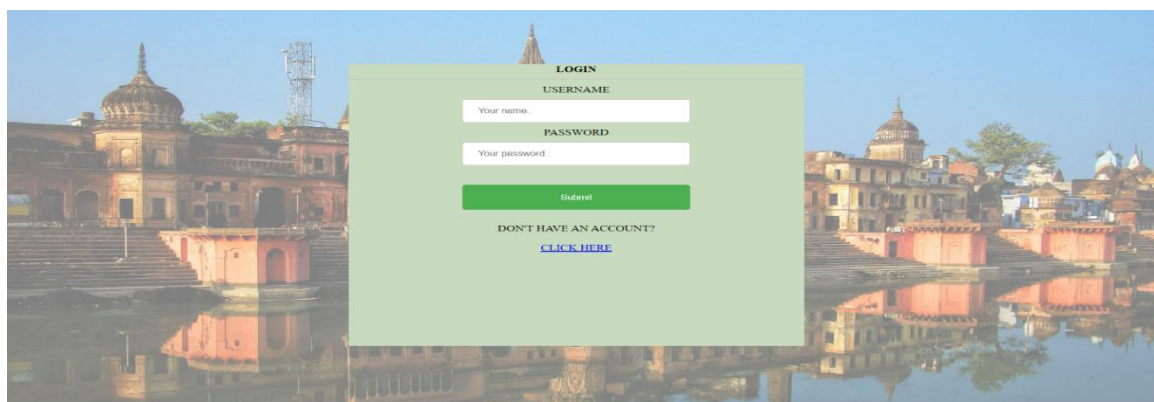 LOGIN
USERNAME
Your name..
PASSWORD
Your password..
Submit
DON'T HAVE AN ACCOUNT?
CLICK HERE